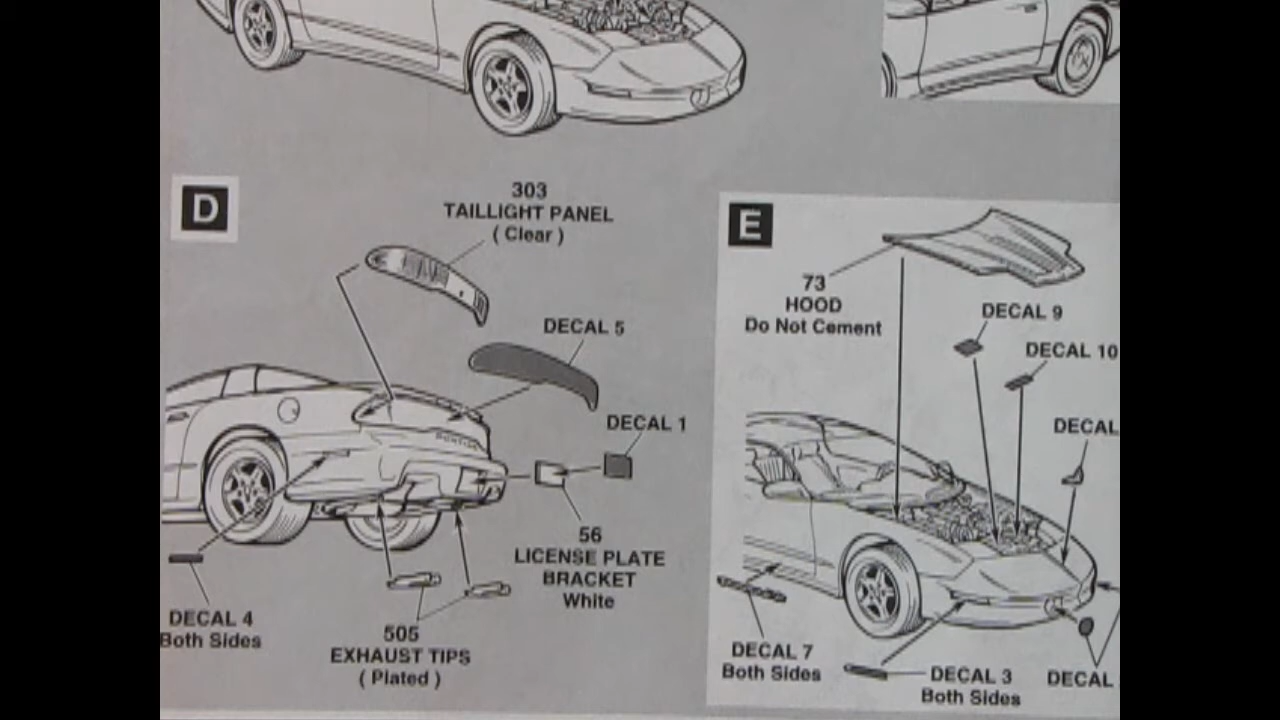 D
303
TAILLIGHT PANEL
( Clear )
DECAL 5
DECAL 1
56
LICENSE PLATE
BRACKET
White
DECAL 4
Both Sides
505
EXHAUST TIPS
( Plated )
E
73
HOOD
Do Not Cement
DECAL 9
DECAL 10
DECAL
DECAL 7
Both Sides
DECAL 3
Both Sides
DECAL